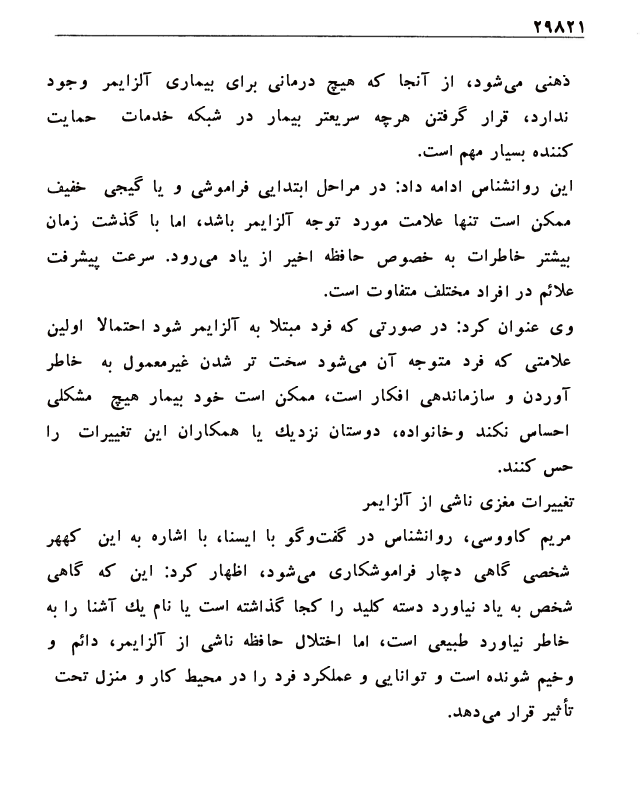 ۲۹۸۲۱
ذهنی می‌شود، از آنجا که هیچ درمانی برای بیماری آلزایمر وجود
ندارد، قرار گرفتن هرچه سریعتر بیمار در شبکه خدمات حمایت
کننده بسیار مهم است.
این روانشناس ادامه داد: در مراحل ابتدایی فراموشی و یا گیجی خفیف
ممکن است تنها علامت مورد توجه آلزایمر باشد، اما با گذشت زمان
بیشتر خاطرات به خصوص حافظه اخیر از یاد می‌رود. سرعت پیشرفت
علائم در افراد مختلف متفاوت است.
وی عنوان کرد: در صورتی که فرد مبتلا به آلزایمر شود احتمالا اولین
علامتی که فرد متوجه آن می‌شود سخت تر شدن غیرمعمول به خاطر
آوردن و سازماندهی افکار است، ممکن است خود بیمار هیچ مشکلی
احساس نکند وخانواده، دوستان نزدیك یا همکاران این تغییرات را
حس کنند.
تغییرات مغزی ناشی از آلزایمر
مریم کاووسی، روانشناس در گفت‌وگو با ایسنا، با اشاره به این کههر
شخصی گاهی دچار فراموشکاری می‌شود، اظهار کرد: این که گاهی
شخص به یاد نیاورد دسته کلید را کجا گذاشته است یا نام یك آشنا را به
خاطر نیاورد طبیعی است، اما اختلال حافظه ناشی از آلزایمر، دائم و
وخیم شونده است و توانایی و عملکرد فرد را در محیط کار و منزل تحت
تأثیر قرار می‌دهد.